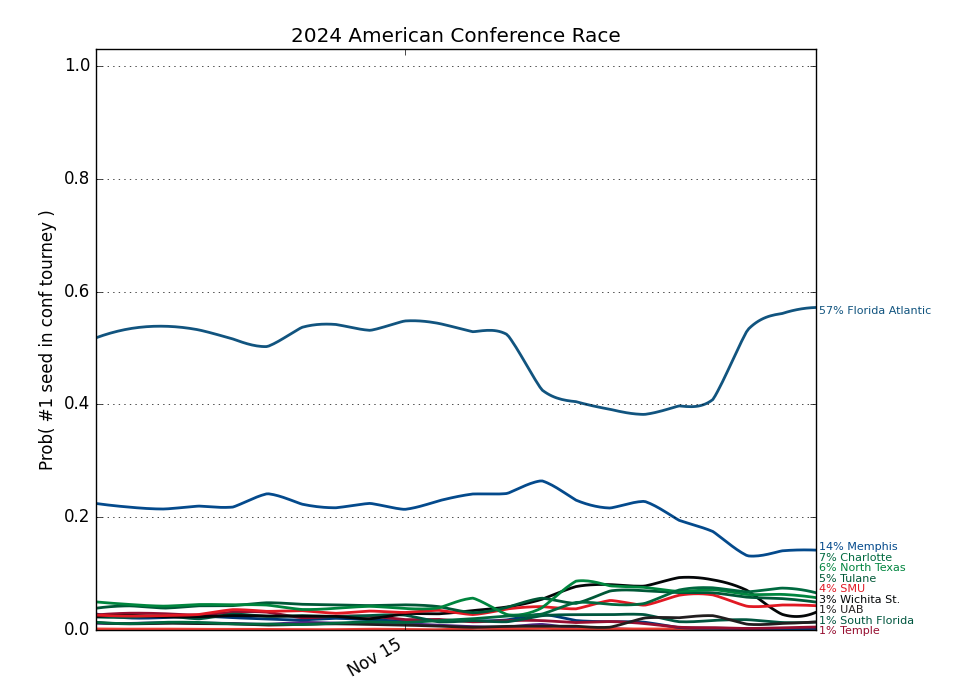 2024 American Conference Race
Prob( #1 seed in conf tourney )
1.0
0.8
0.6
0.4
0.2
0.0
Nov 15
57% Florida Atlantic
14% Memphis
7% Charlotte
6% North Texas
5% Tulane
4% SMU
3% Wichita St.
1% UAB
1% South Florida
1% Temple